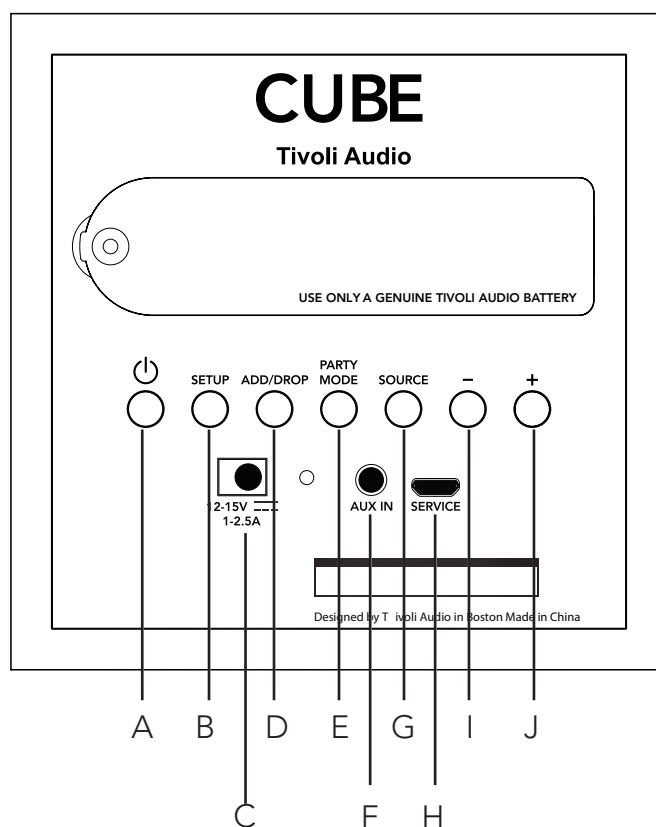 CUBE
Tivoli Audio
USE ONLY A GENUINE TIVOLI AUDIO BATTERY
SETUP ADD/DROP PARTY MODE SOURCE − +
12-15V
1-2.5A
AUX IN SERVICE
Designed by T ivoli Audio in Boston Made in China
A B D E G I J
C F H